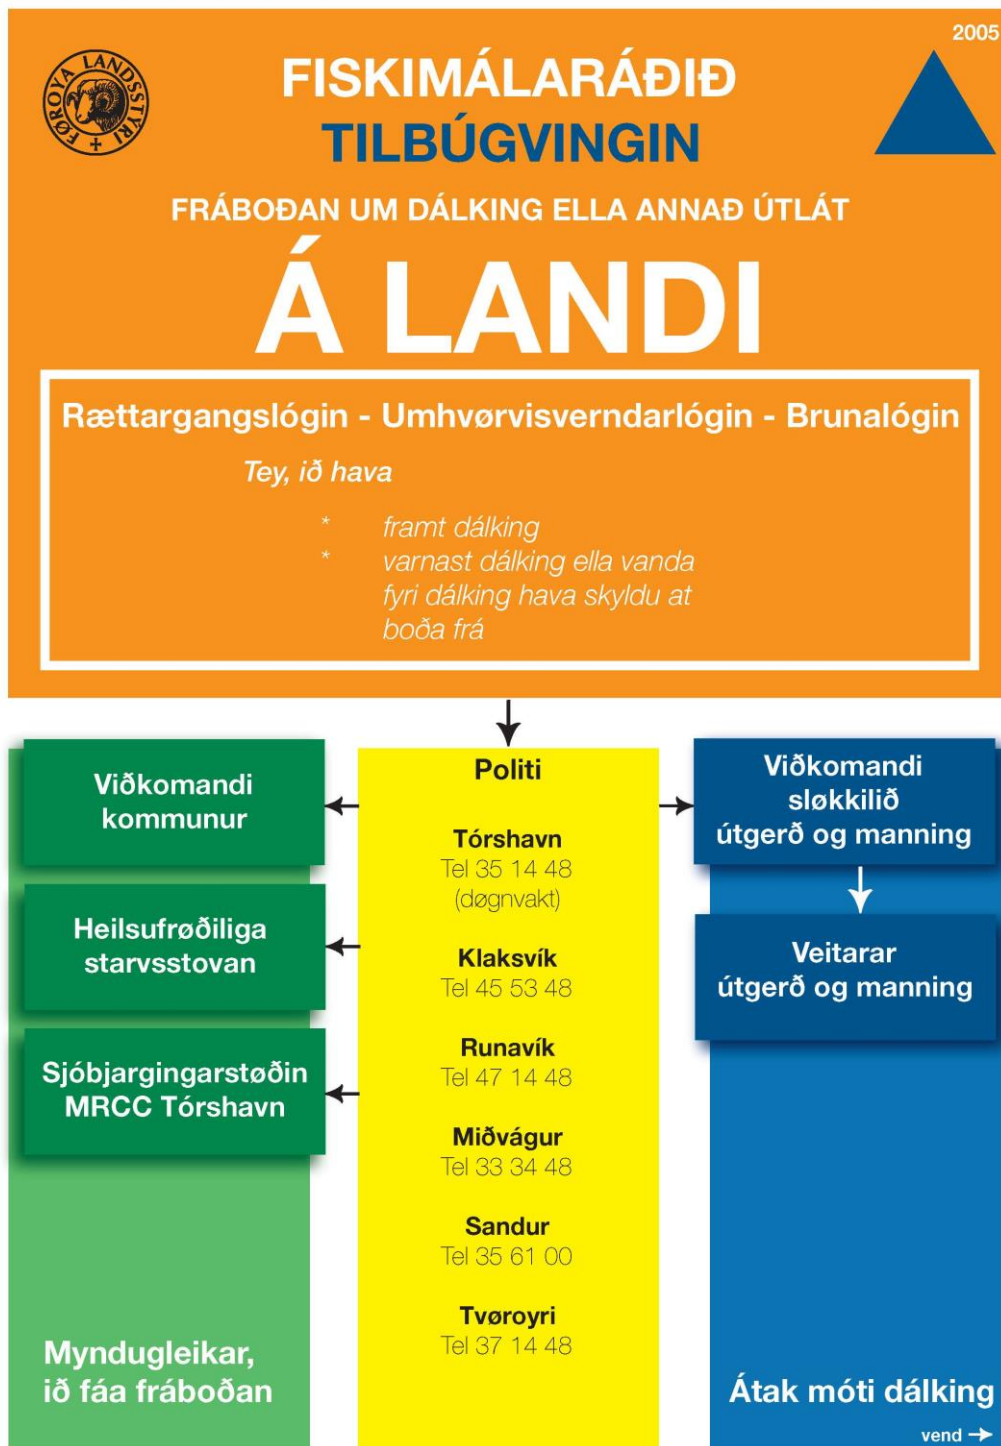 2005
FØROYA LANDSSTÝRI
FISKIMÁLARÁÐIÐ
TILBÚGVINGIN
FRÁBOÐAN UM DÁLKING ELLA ANNAÐ ÚTLÁT
Á LANDI
Rættargangslógin - Umhvørvisverndarlógin - Brunalógin
Tey, ið hava
* framt dálking
* varnast dálking ella vanda
fyri dálking hava skyldu at
boða frá
Viðkomandi
kommunur
Heilsufrøðiliga
starvsstovan
Sjóbjargingarstøðin
MRCC Tórshavn
Myndugleikar,
ið fáa fráboðan
Politi
Tórshavn
Tel 35 14 48
(døgnvakt)
Klaksvík
Tel 45 53 48
Runavík
Tel 47 14 48
Miðvágur
Tel 33 34 48
Sandur
Tel 35 61 00
Tvøroyri
Tel 37 14 48
Viðkomandi
sløkkilið
útgerð og manning
Veitarar
útgerð og manning
Átak móti dálking
vend →